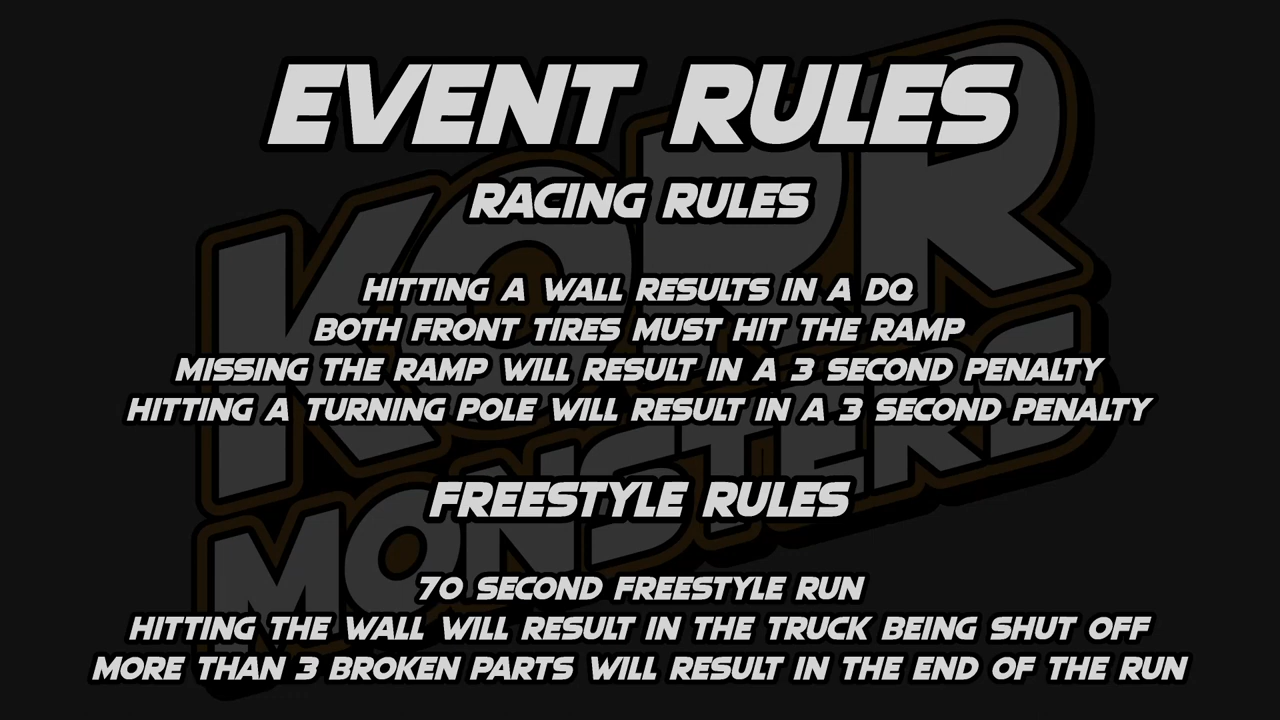 EVENT RULES
RACING RULES
HITTING A WALL RESULTS IN A DQ
BOTH FRONT TIRES MUST HIT THE RAMP
MISSING THE RAMP WILL RESULT IN A 3 SECOND PENALTY
HITTING A TURNING POLE WILL RESULT IN A 3 SECOND PENALTY
FREESTYLE RULES
70 SECOND FREESTYLE RUN
HITTING THE WALL WILL RESULT IN THE TRUCK BEING SHUT OFF
MORE THAN 3 BROKEN PARTS WILL RESULT IN THE END OF THE RUN
MONSTERS